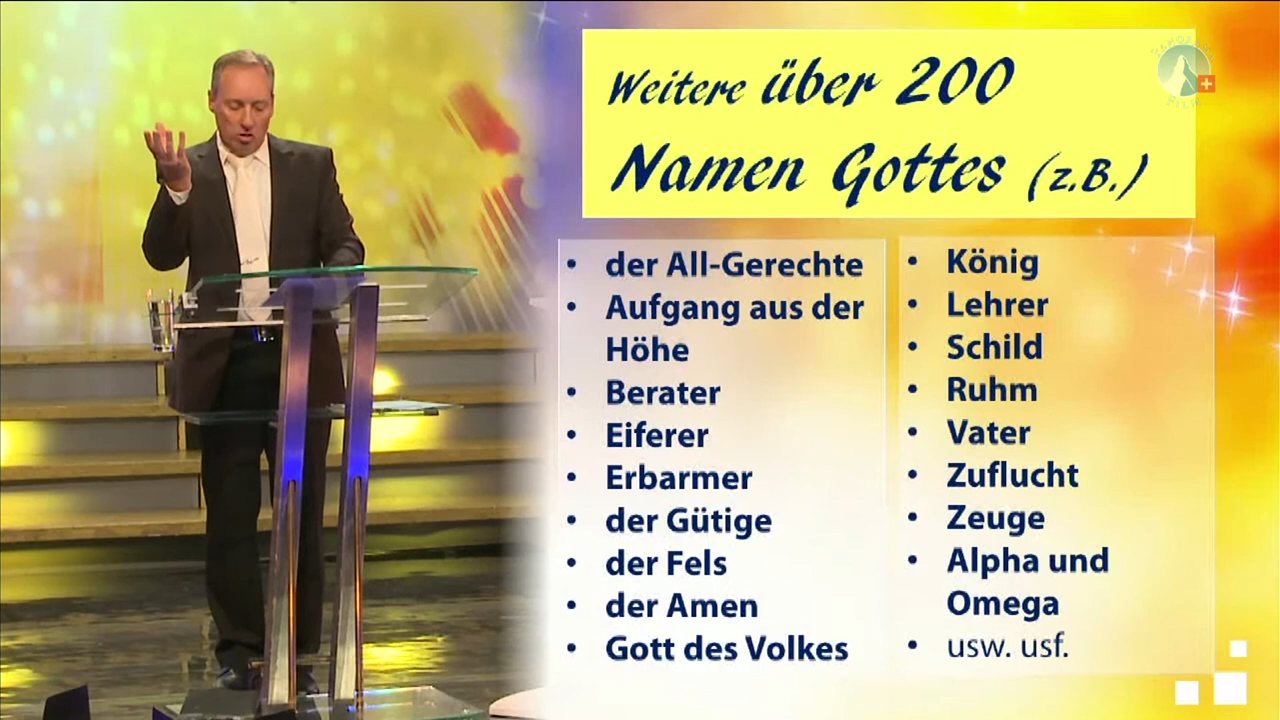 Weitere über 200
Namen Gottes (z.B.)
• der All-Gerechte
• Aufgang aus der
Höhe
• Berater
• Eiferer
• Erbarmer
• der Gütige
• der Fels
• der Amen
• Gott des Volkes
• König
• Lehrer
• Schild
• Ruhm
• Vater
• Zuflucht
• Zeuge
• Alpha und
Omega
• usw. usf.